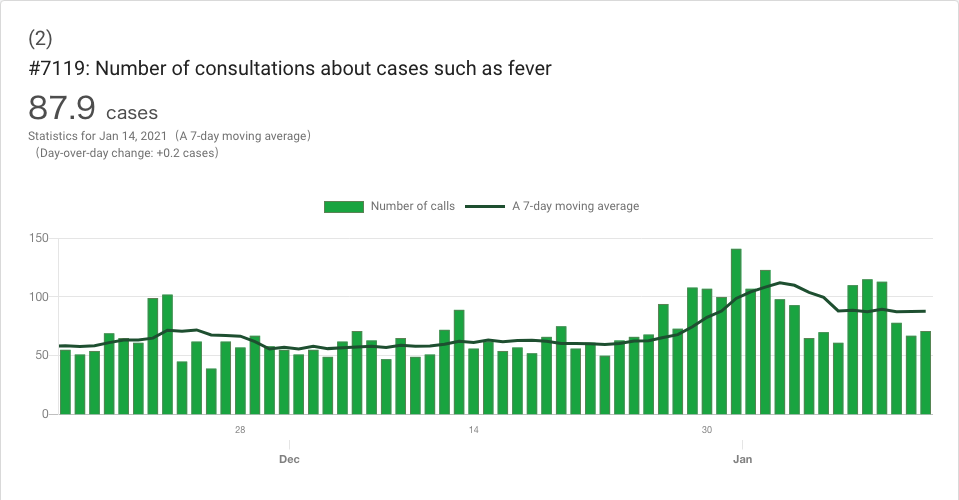 (2)
#7119: Number of consultations about cases such as fever
87.9 cases
Statistics for Jan 14, 2021（A 7-day moving average）
（Day-over-day change: +0.2 cases）
Number of calls A 7-day moving average
150
100
50
0
28 14 30
Dec Jan